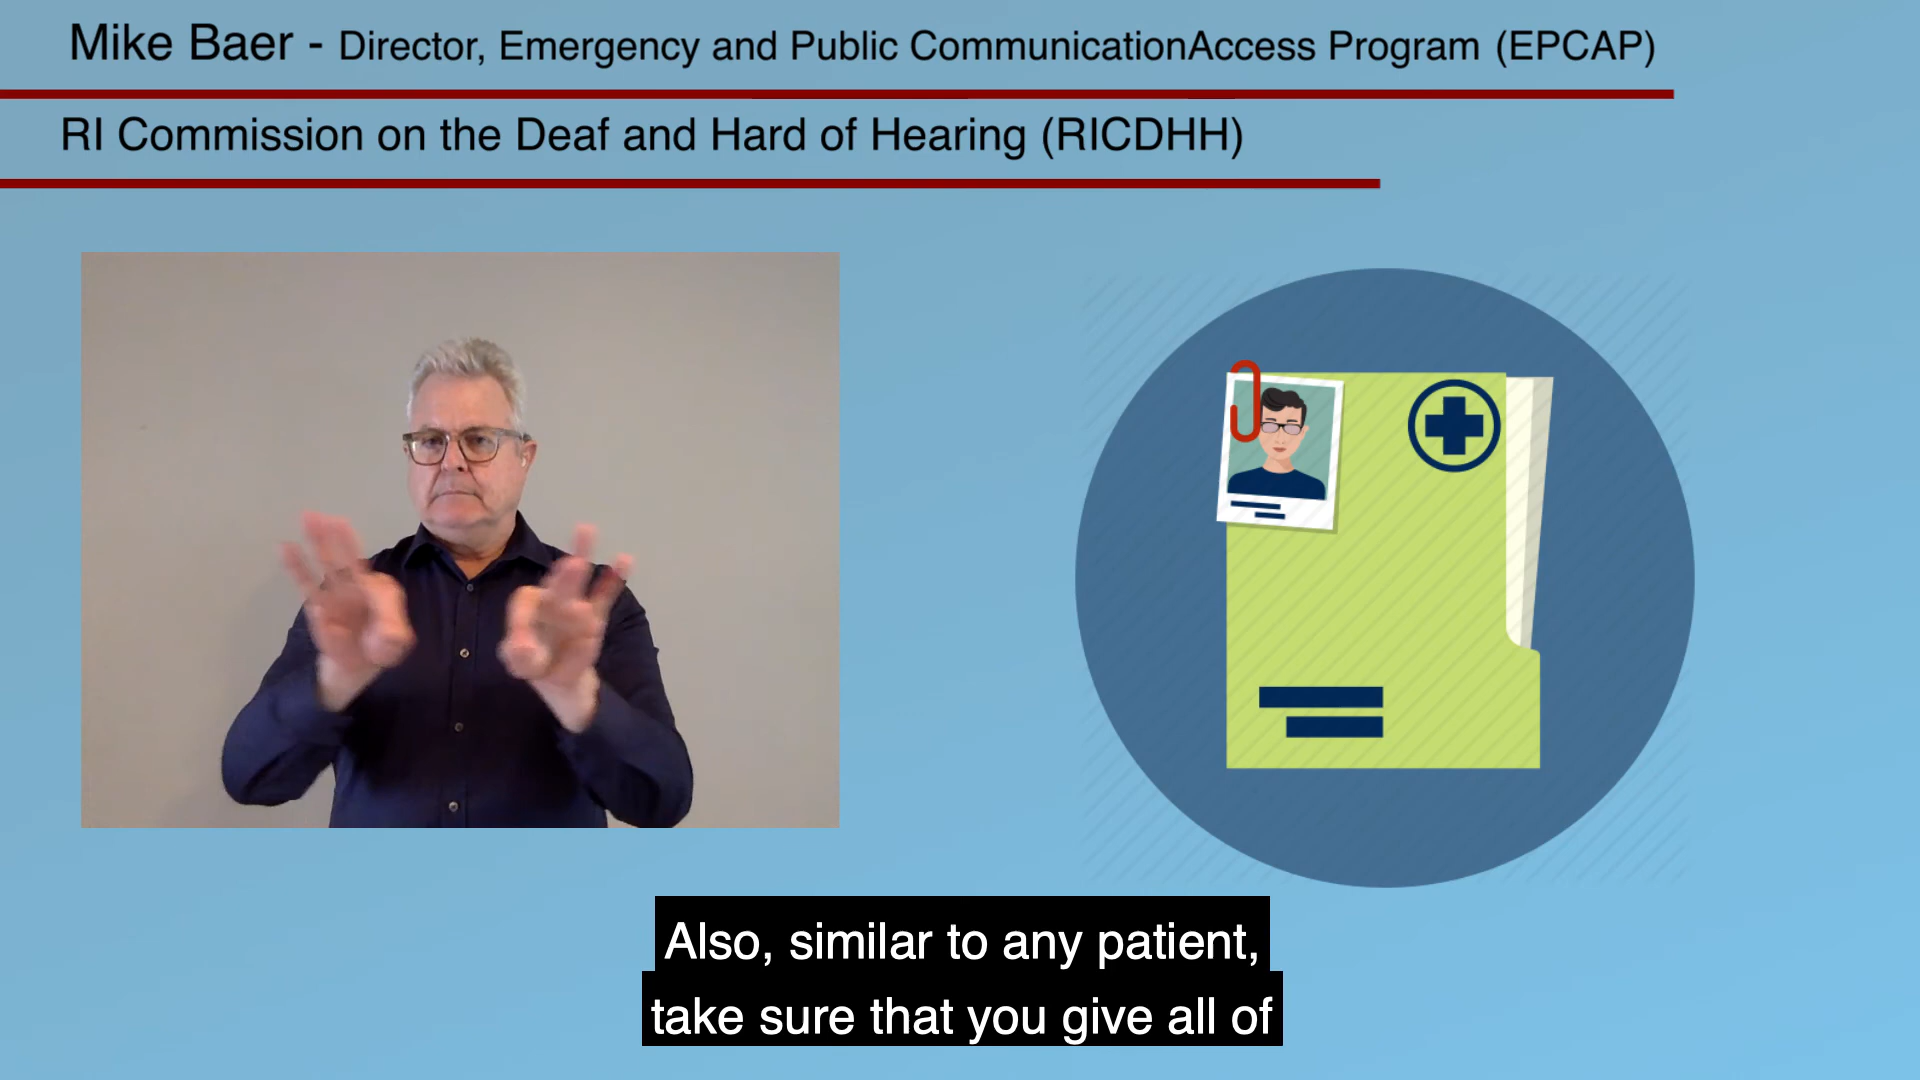 Mike Baer - Director, Emergency and Public CommunicationAccess Program (EPCAP)
RI Commission on the Deaf and Hard of Hearing (RICDHH)
Also, similar to any patient,
take sure that you give all of